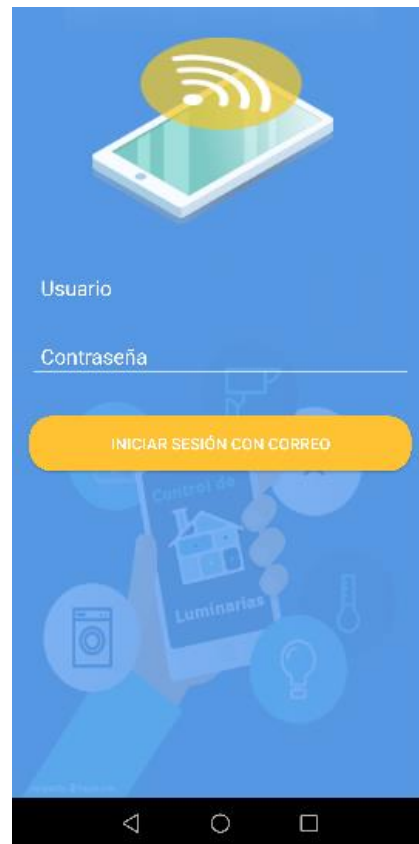 Usuario
Contraseña
INICIAR SESIÓN CON CORREO
Control de
Luminarias